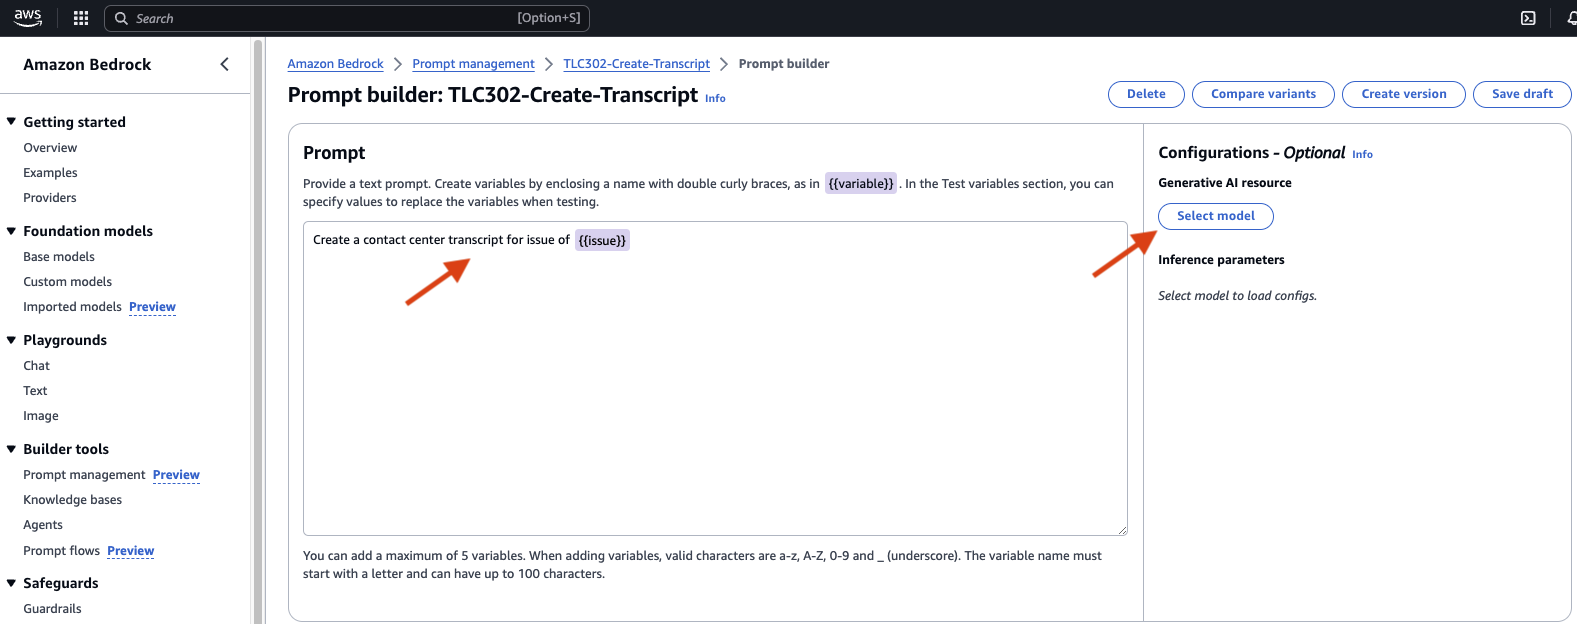 aws
Search [Option+S]
Amazon Bedrock
Getting started
Overview
Examples
Providers
Foundation models
Base models
Custom models
Imported models Preview
Playgrounds
Chat
Text
Image
Builder tools
Prompt management Preview
Knowledge bases
Agents
Prompt flows Preview
Safeguards
Guardrails
Amazon Bedrock > Prompt management > TLC302-Create-Transcript > Prompt builder
Prompt builder: TLC302-Create-Transcript Info
Delete
Compare variants
Create version
Save draft
Prompt
Provide a text prompt. Create variables by enclosing a name with double curly braces, as in {{variable}} . In the Test variables section, you can
specify values to replace the variables when testing.
Create a contact center transcript for issue of {{issue}}
You can add a maximum of 5 variables. When adding variables, valid characters are a-z, A-Z, 0-9 and _ (underscore). The variable name must
start with a letter and can have up to 100 characters.
Configurations - Optional Info
Generative AI resource
Select model
Inference parameters
Select model to load configs.